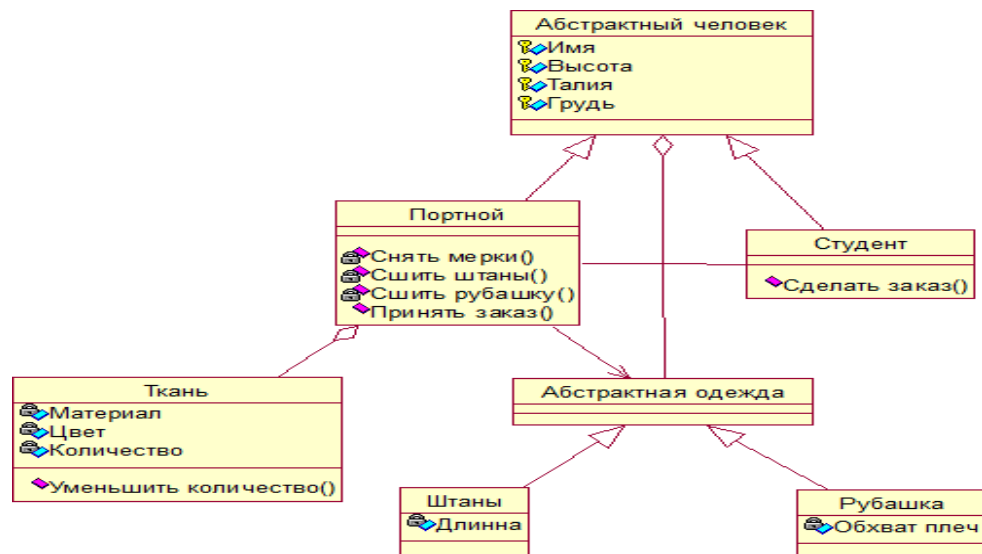 Абстрактный человек
Имя
Высота
Талия
Грудь
Портной
Снять мерки()
Сшить штаны()
Сшить рубашку()
Принять заказ()
Студент
Сделать заказ()
Ткань
Материал
Цвет
Количество
Уменьшить количество()
Абстрактная одежда
Штаны
Длинна
Рубашка
Обхват плеч